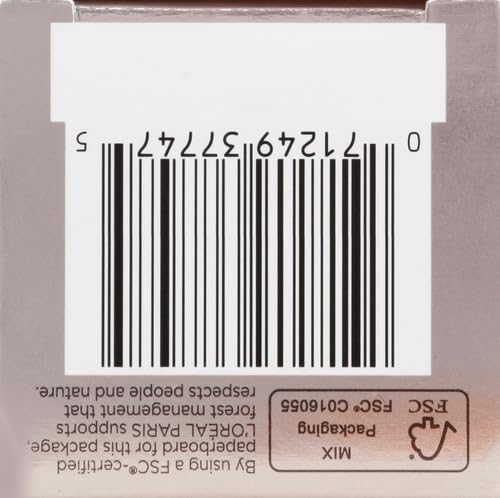 By using a FSC®-certified
paperboard for this package,
L'ORÉAL PARIS supports
forest management that
respects people and nature.
FSC
MIX
Packaging
FSC® C016055
0 71249 37747 5